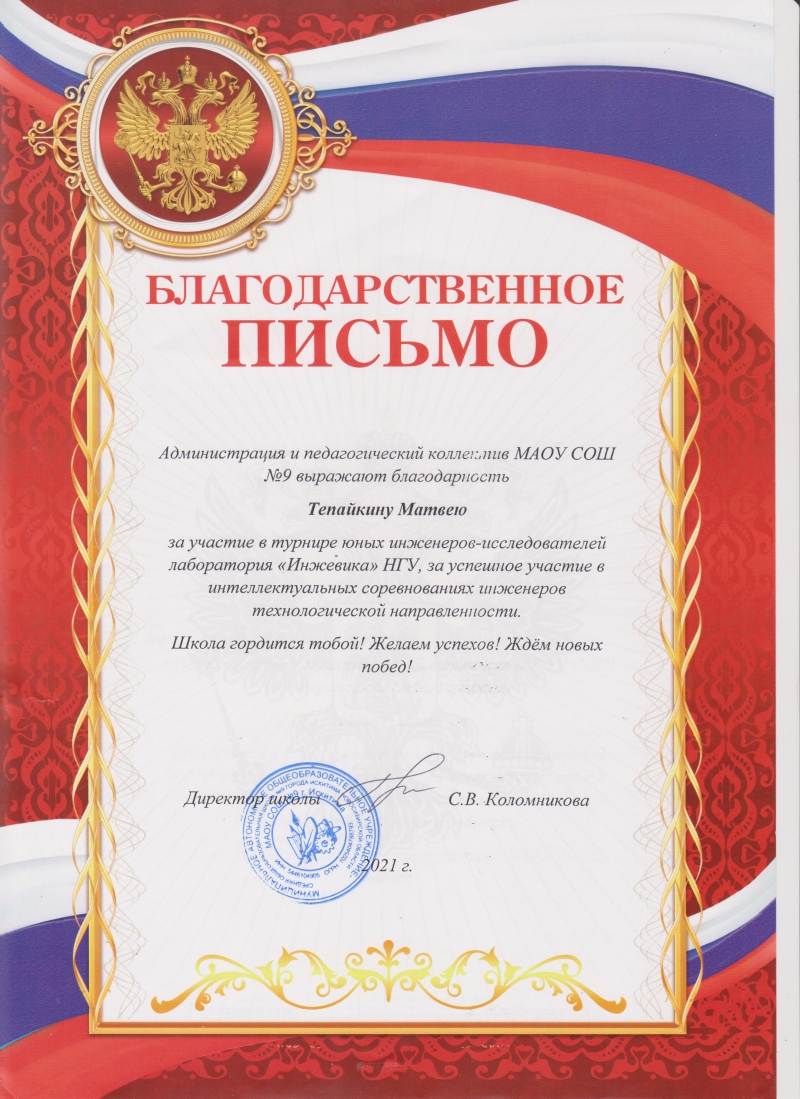 БЛАГОДАРСТВЕННОЕ
ПИСЬМО
Администрация и педагогический коллектив МАОУ СОШ
№9 выражают благодарность
Тепайкину Матвею
за участие в турнире юных инженеров-исследователей
лаборатория «Инжевика» НГУ, за успешное участие в
интеллектуальных соревнованиях инженеров
технологической направленности.
Школа гордится тобой! Желаем успехов! Ждём новых
побед!
Директор школы С.В. Коломникова
МУНИЦИПАЛЬНОЕ АВТОНОМНОЕ ОБЩЕОБРАЗОВАТЕЛЬНОЕ УЧРЕЖДЕНИЕ
МАОУ СОШ №9 г. Искитима
2021 г.